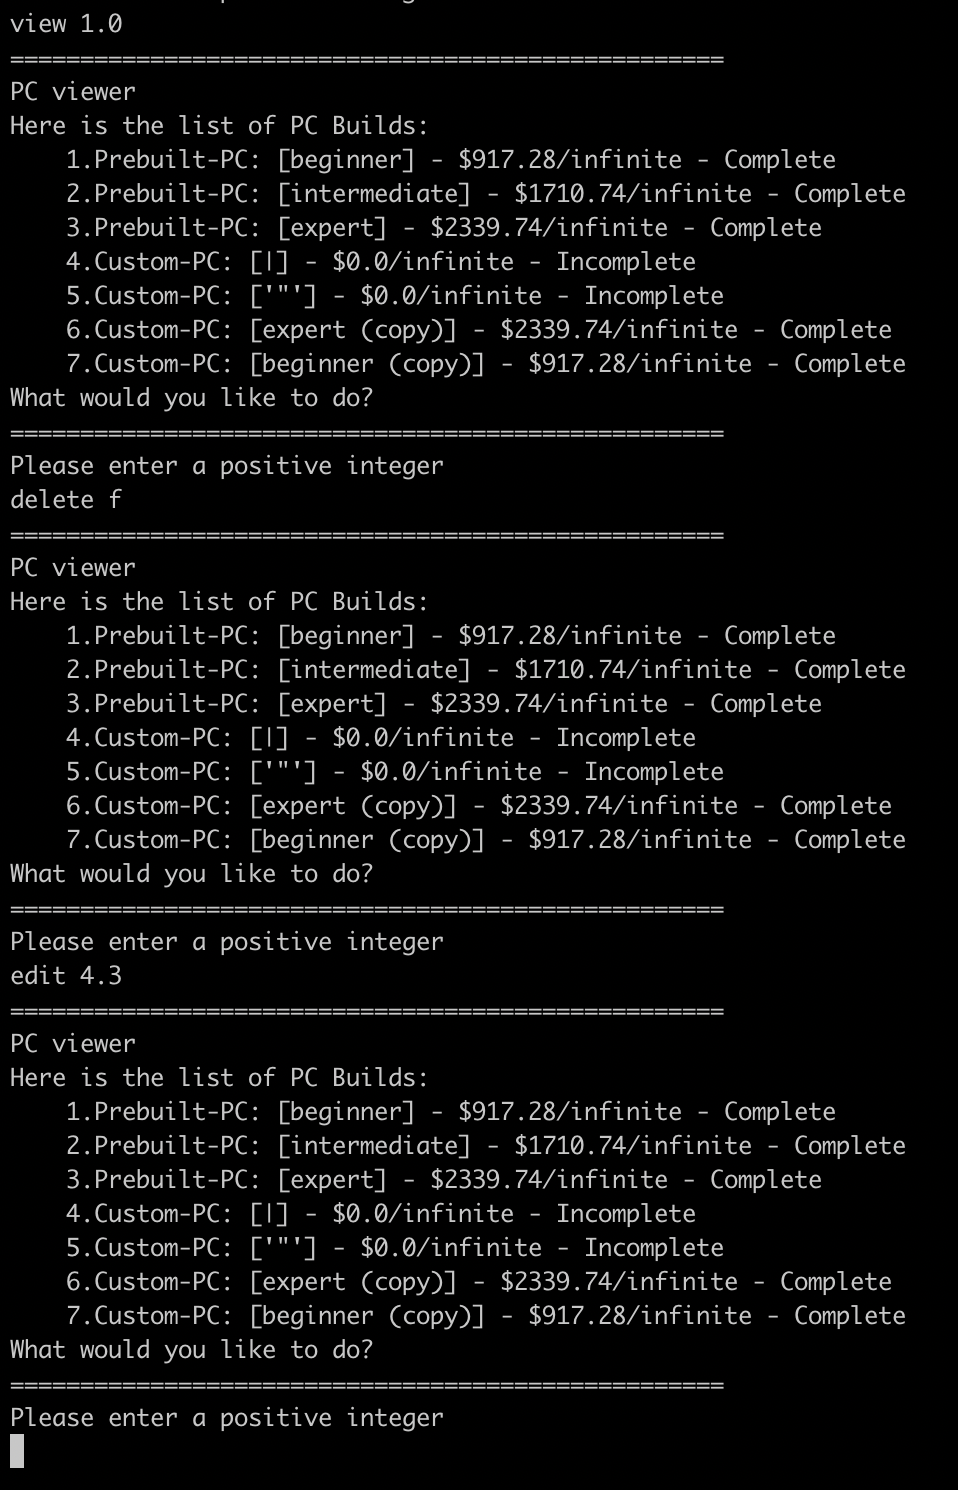 view 1.0
===================================================
PC viewer
Here is the list of PC Builds:
    1.Prebuilt-PC: [beginner] - $917.28/infinite - Complete
    2.Prebuilt-PC: [intermediate] - $1710.74/infinite - Complete
    3.Prebuilt-PC: [expert] - $2339.74/infinite - Complete
    4.Custom-PC: [|] - $0.0/infinite - Incomplete
    5.Custom-PC: ['"'] - $0.0/infinite - Incomplete
    6.Custom-PC: [expert (copy)] - $2339.74/infinite - Complete
    7.Custom-PC: [beginner (copy)] - $917.28/infinite - Complete
What would you like to do?
===================================================
Please enter a positive integer
delete f
===================================================
PC viewer
Here is the list of PC Builds:
    1.Prebuilt-PC: [beginner] - $917.28/infinite - Complete
    2.Prebuilt-PC: [intermediate] - $1710.74/infinite - Complete
    3.Prebuilt-PC: [expert] - $2339.74/infinite - Complete
    4.Custom-PC: [|] - $0.0/infinite - Incomplete
    5.Custom-PC: ['"'] - $0.0/infinite - Incomplete
    6.Custom-PC: [expert (copy)] - $2339.74/infinite - Complete
    7.Custom-PC: [beginner (copy)] - $917.28/infinite - Complete
What would you like to do?
===================================================
Please enter a positive integer
edit 4.3
===================================================
PC viewer
Here is the list of PC Builds:
    1.Prebuilt-PC: [beginner] - $917.28/infinite - Complete
    2.Prebuilt-PC: [intermediate] - $1710.74/infinite - Complete
    3.Prebuilt-PC: [expert] - $2339.74/infinite - Complete
    4.Custom-PC: [|] - $0.0/infinite - Incomplete
    5.Custom-PC: ['"'] - $0.0/infinite - Incomplete
    6.Custom-PC: [expert (copy)] - $2339.74/infinite - Complete
    7.Custom-PC: [beginner (copy)] - $917.28/infinite - Complete
What would you like to do?
===================================================
Please enter a positive integer